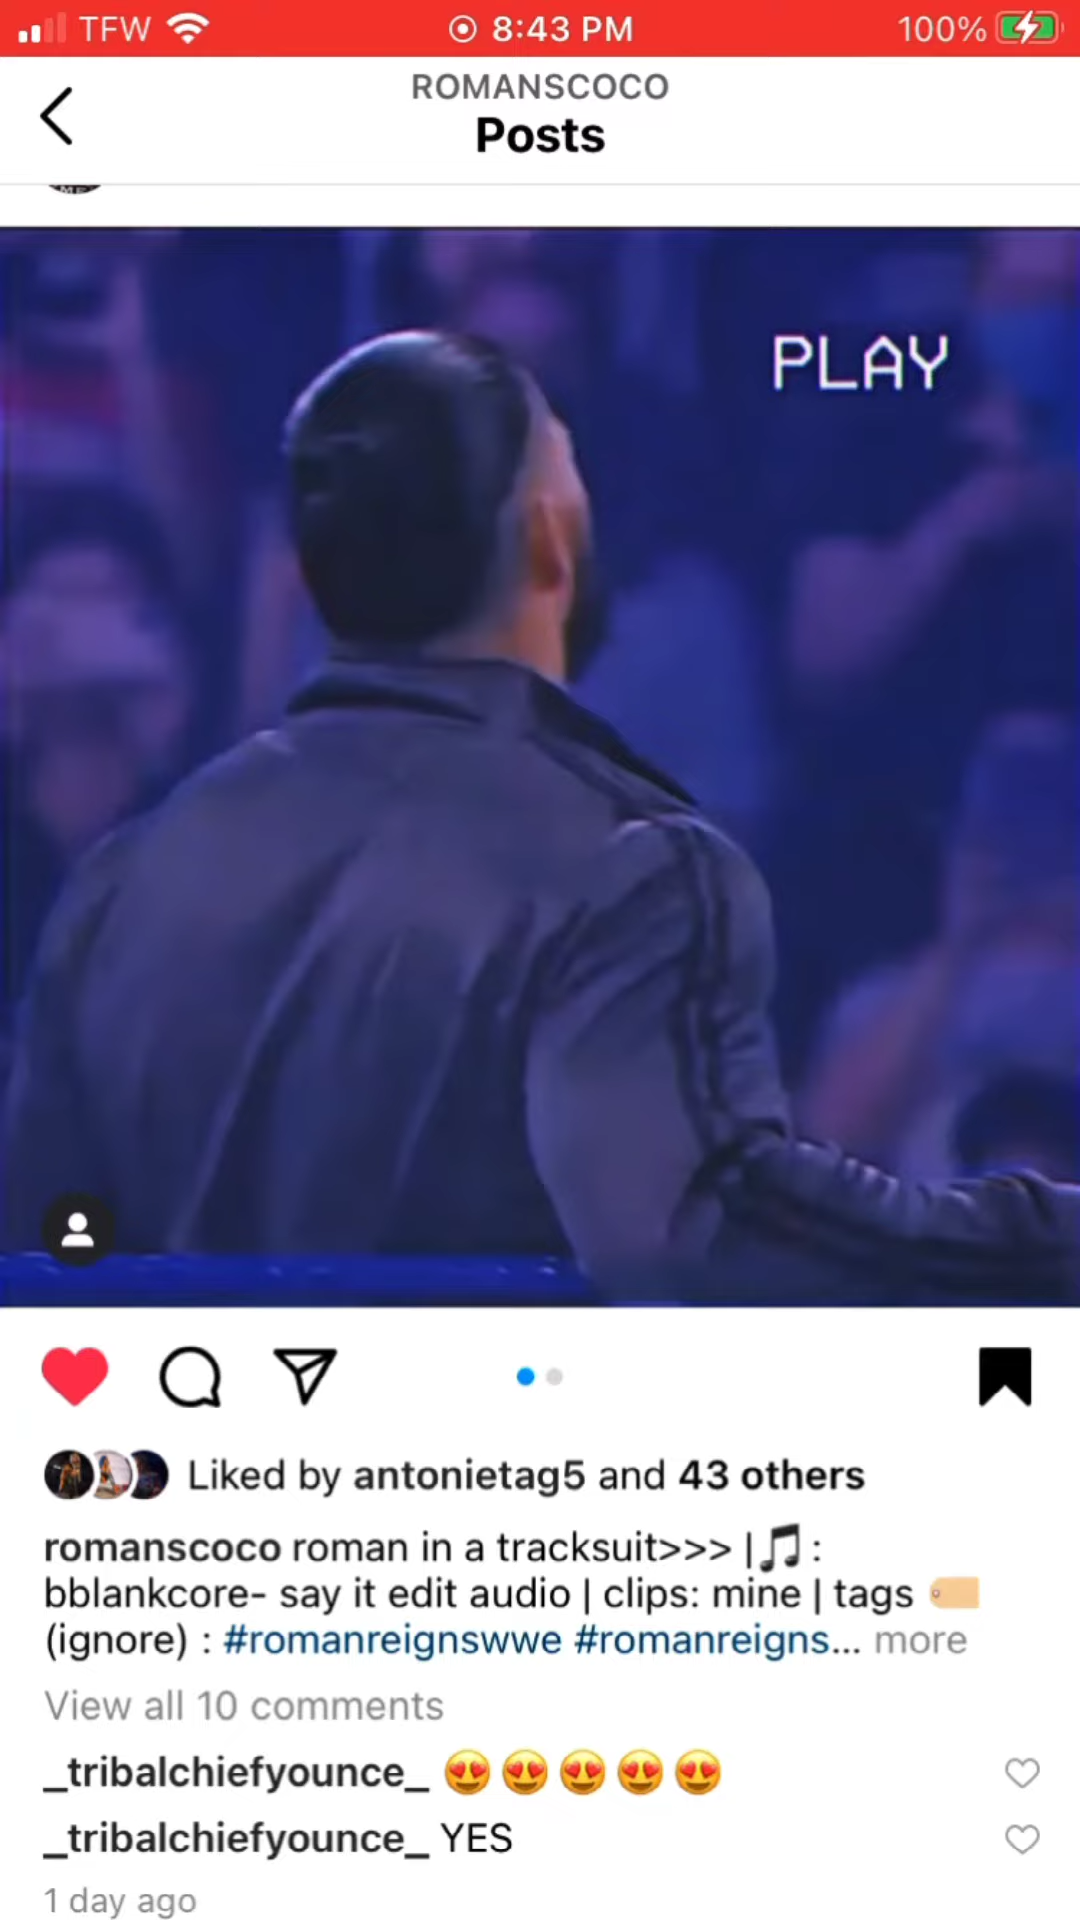 TFW 8:43 PM 100%
ROMANSCOCO
Posts
PLAY
Liked by antonietag5 and 43 others
romanscoco roman in a tracksuit>>> |🎵:
bblankcore- say it edit audio | clips: mine | tags 🏷️
(ignore) : #romanreignswwe #romanreigns... more
View all 10 comments
_tribalchiefyounce_ 😍😍😍😍😍
_tribalchiefyounce_ YES
1 day ago